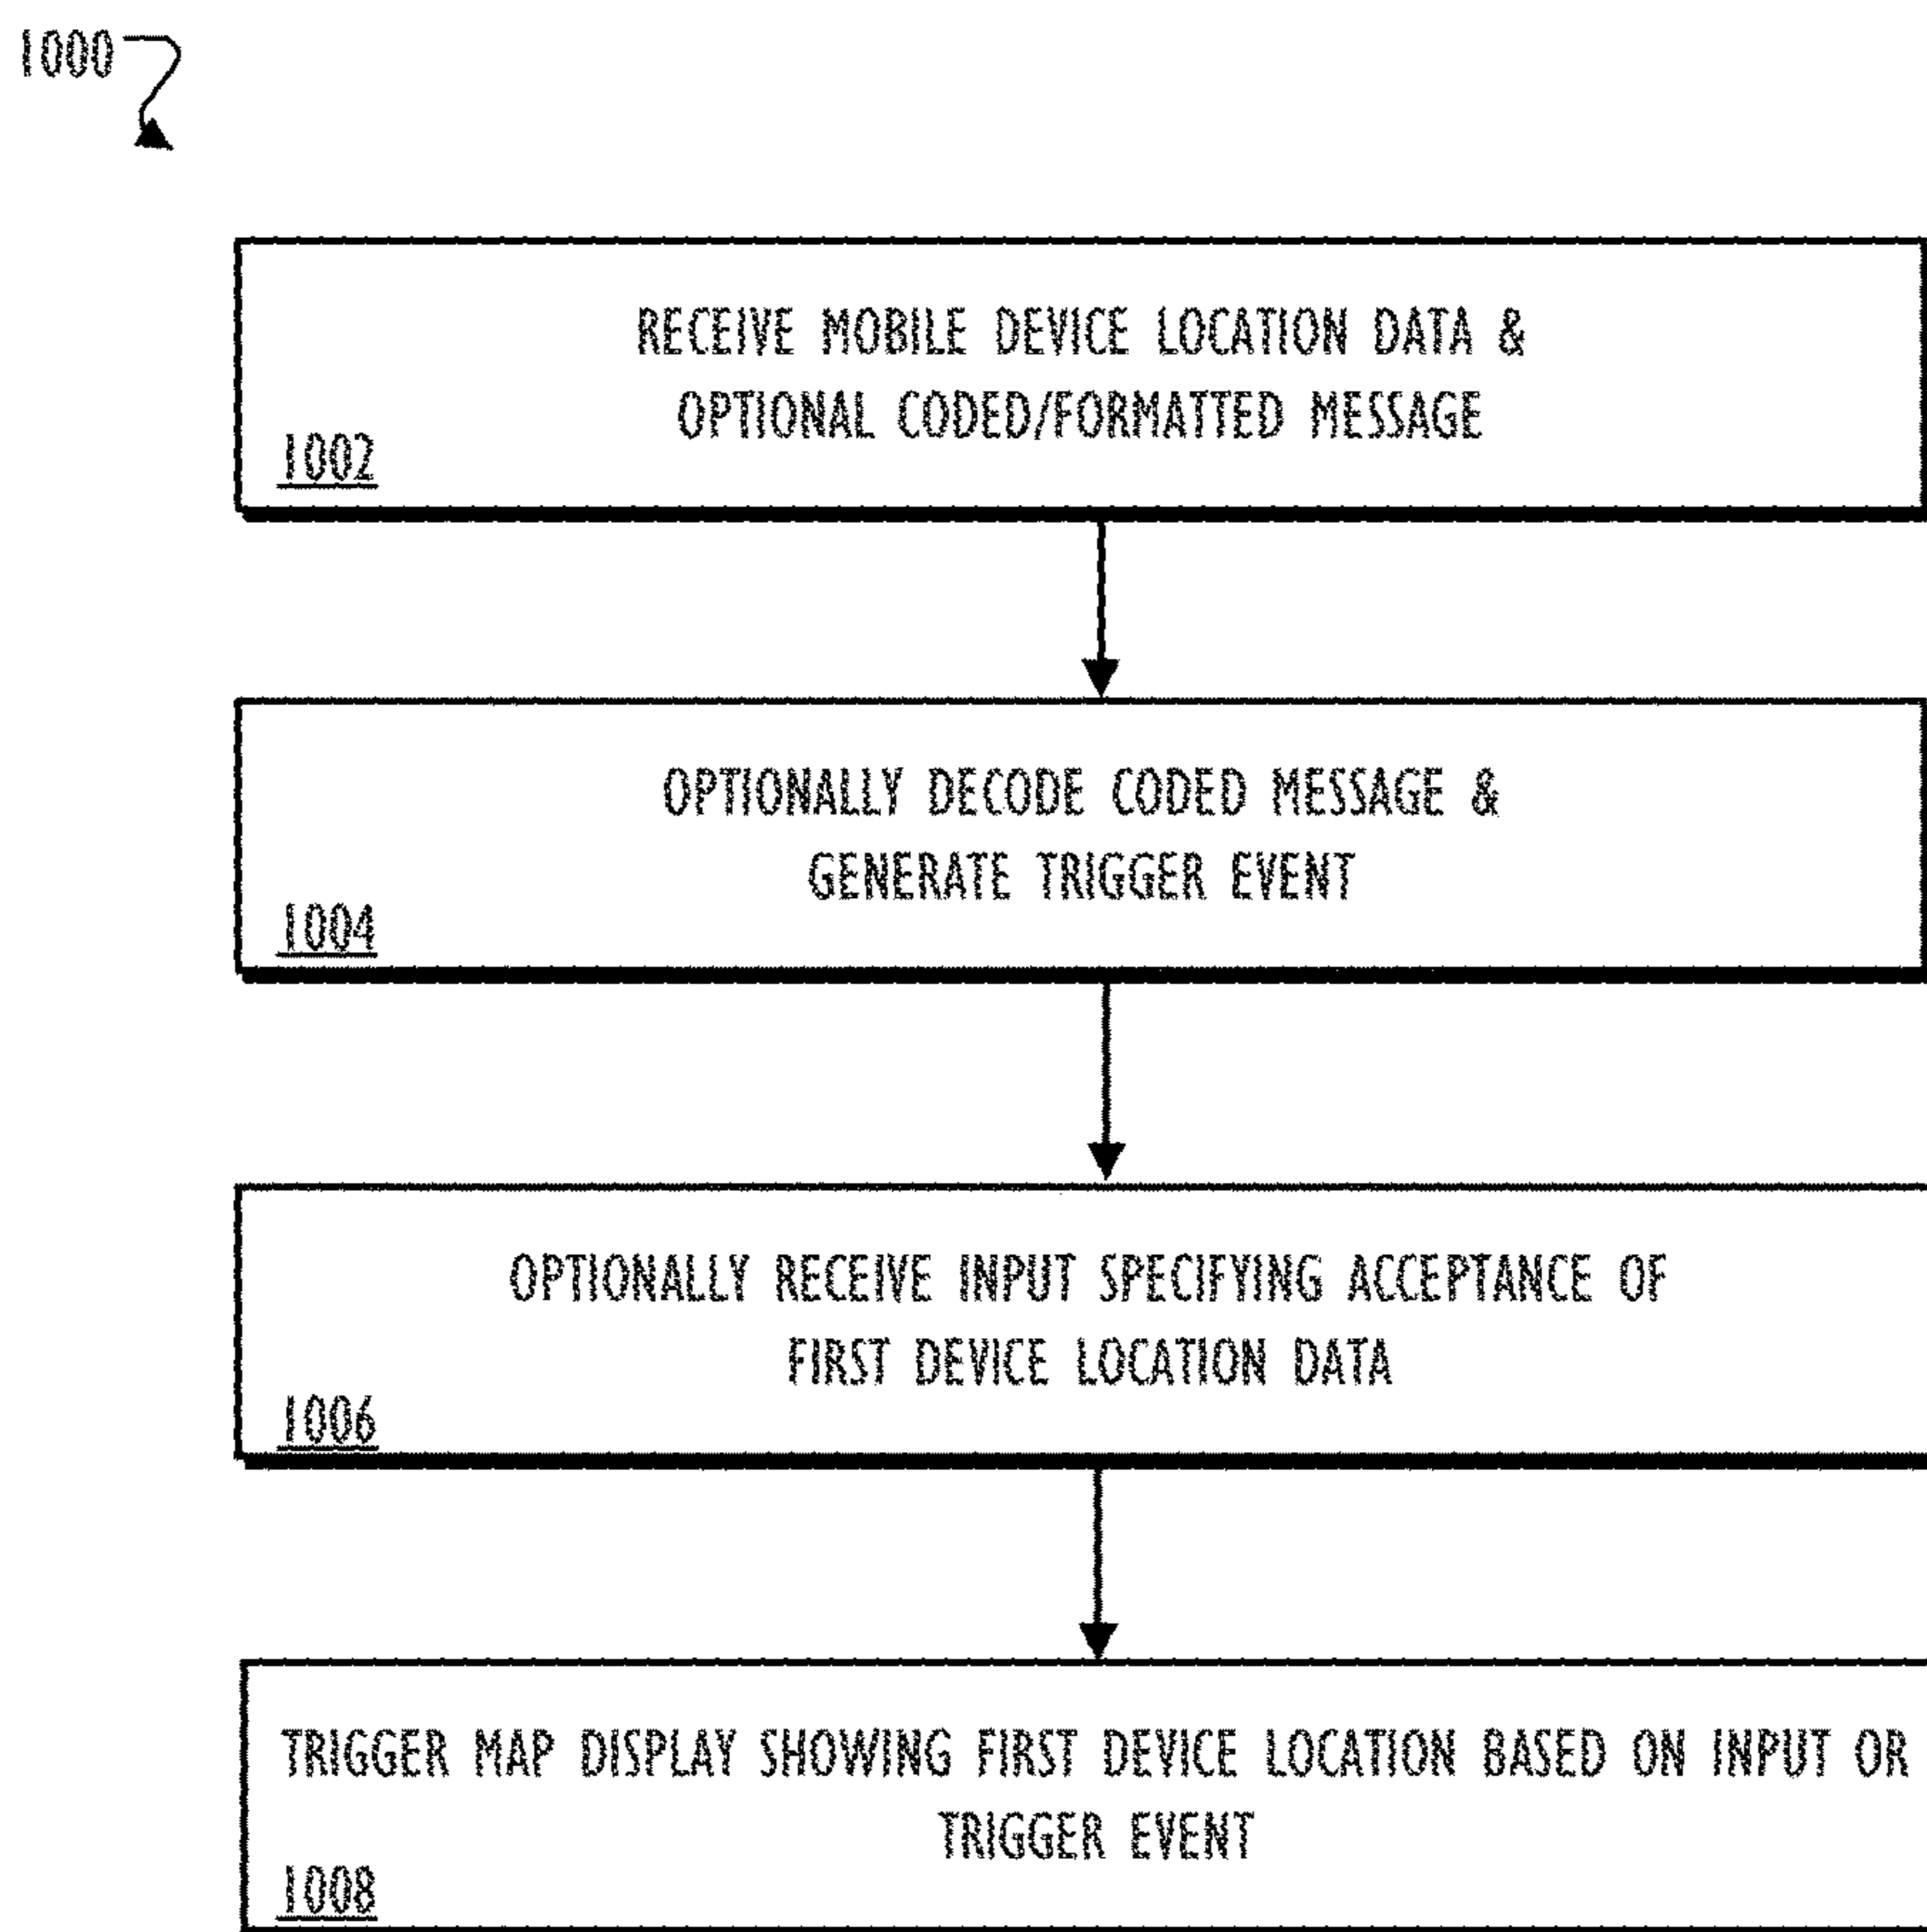 1000
RECEIVE MOBILE DEVICE LOCATION DATA &
OPTIONAL CODED/FORMATTED MESSAGE
1002
OPTIONALLY DECODE CODED MESSAGE &
GENERATE TRIGGER EVENT
1004
OPTIONALLY RECEIVE INPUT SPECIFYING ACCEPTANCE OF
FIRST DEVICE LOCATION DATA
1006
TRIGGER MAP DISPLAY SHOWING FIRST DEVICE LOCATION BASED ON INPUT OR
TRIGGER EVENT
1008